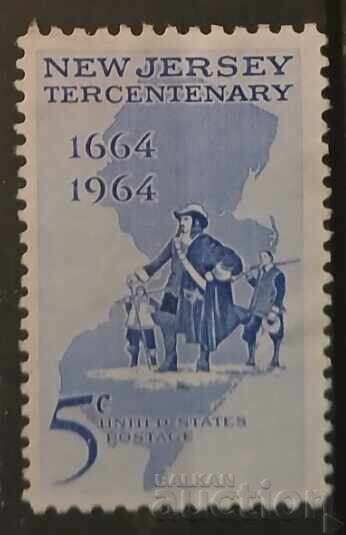 NEW JERSEY
TERCENTENARY
1664
1964
5c
UNITED STATES
POSTAGE
BALKAN
auction